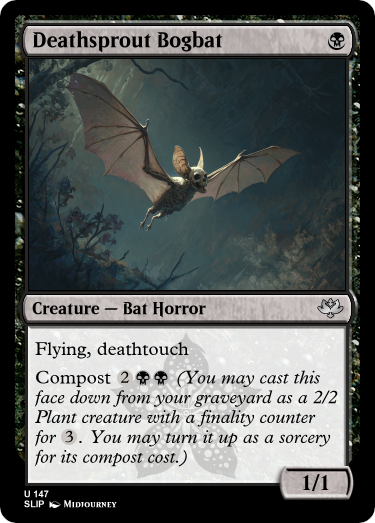 Deathsprout Bogbat
Creature — Bat Horror
Flying, deathtouch
Compost 2 (You may cast this
face down from your graveyard as a 2/2
Plant creature with a finality counter
for 3. You may turn it up as a sorcery
for its compost cost.)
1/1
U 147
SLIP Midjourney